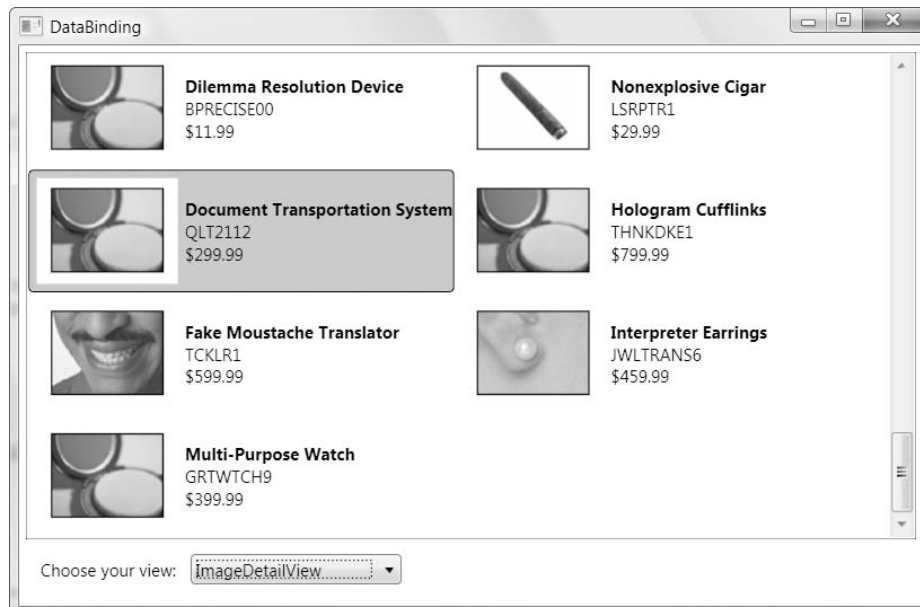 DataBinding
Dilemma Resolution Device
BPRECISE00
$11.99
Nonexplosive Cigar
LSRPTR1
$29.99
Document Transportation System
QLT2112
$299.99
Hologram Cufflinks
THNKDKE1
$799.99
Fake Moustache Translator
TCKLR1
$599.99
Interpreter Earrings
JWLTRANS6
$459.99
Multi-Purpose Watch
GRTWTCH9
$399.99
Choose your view: ImageDetailView